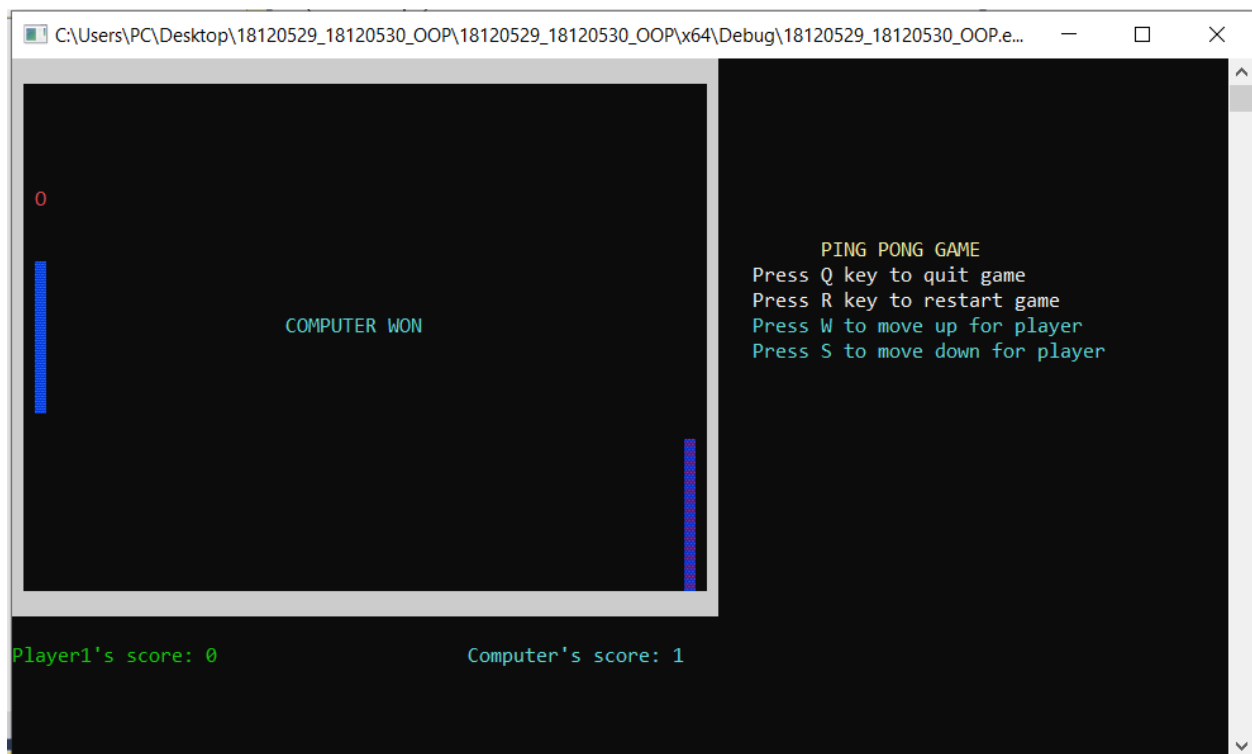 C:\Users\PC\Desktop\18120529_18120530_OOP\18120529_18120530_OOP\x64\Debug\18120529_18120530_OOP.e...
O
PING PONG GAME
Press Q key to quit game
Press R key to restart game
COMPUTER WON
Press W to move up for player
Press S to move down for player
Player1's score: 0
Computer's score: 1